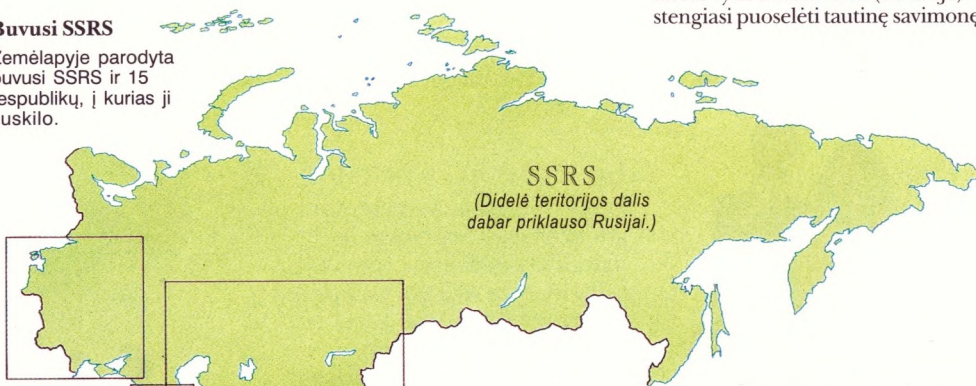 Buvusi SSRS
Žemėlapyje parodyta
buvusi SSRS ir 15
respublikų, į kurias ji
suskilo.
stengiasi puoselėti tautinę savimonę
SSRS
(Didelė teritorijos dalis
dabar priklauso Rusijai.)